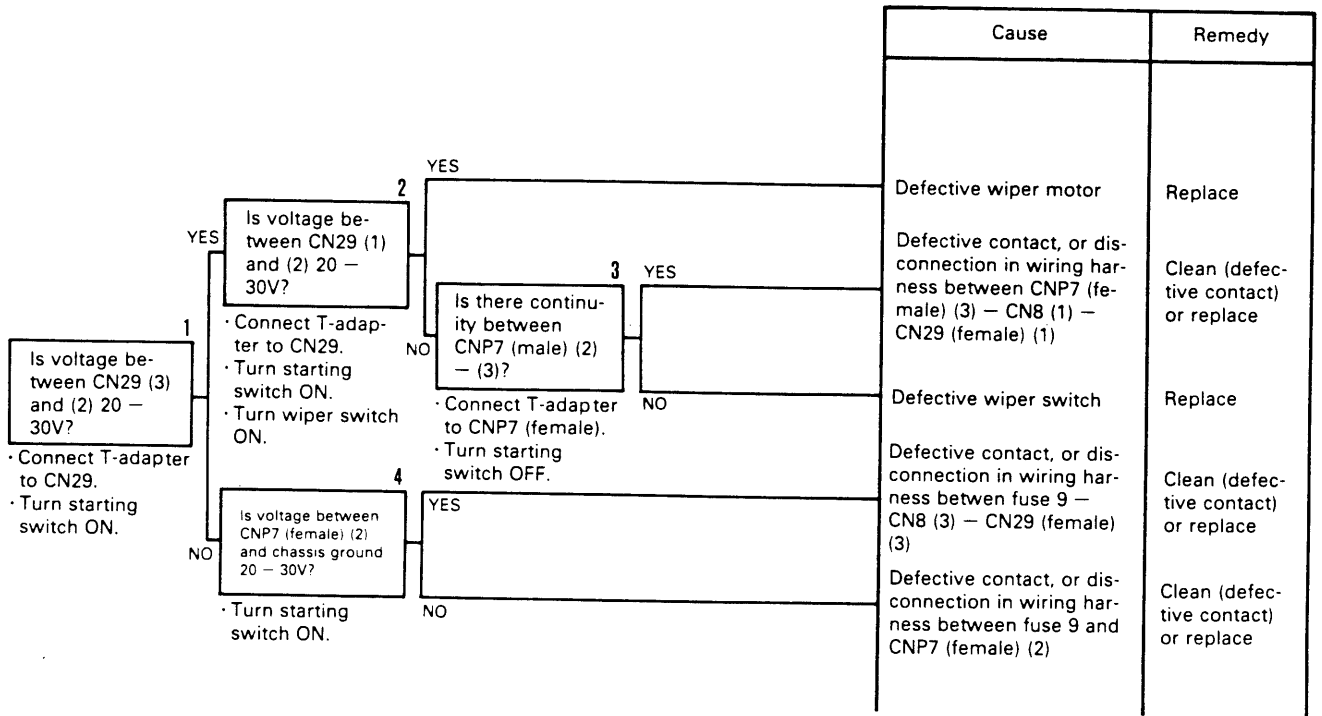 Cause
Remedy
YES
2
Is voltage be-
tween CN29 (1)
and (2) 20 —
30V?
YES
· Connect T-adap-
ter to CN29.
· Turn starting
switch ON.
· Turn wiper switch
ON.
1
Is voltage be-
tween CN29 (3)
and (2) 20 —
30V?
· Connect T-adapter
to CN29.
· Turn starting
switch ON.
3
YES
Is there continu-
ity between
CNP7 (male) (2)
— (3)?
NO
NO
· Connect T-adapter
to CNP7 (female).
· Turn starting
switch OFF.
4
YES
Is voltage between
CNP7 (female) (2)
and chassis ground
20 — 30V?
NO
NO
· Turn starting
switch ON.
Defective wiper motor
Replace
Defective contact, or dis-
connection in wiring har-
ness between CNP7 (fe-
male) (3) — CN8 (1) —
CN29 (female) (1)
Clean (defec-
tive contact)
or replace
Defective wiper switch
Replace
Defective contact, or dis-
connection in wiring har-
ness betwen fuse 9 —
CN8 (3) — CN29 (female)
(3)
Clean (defec-
tive contact)
or replace
Defective contact, or dis-
connection in wiring har-
ness between fuse 9 and
CNP7 (female) (2)
Clean (defec-
tive contact)
or replace